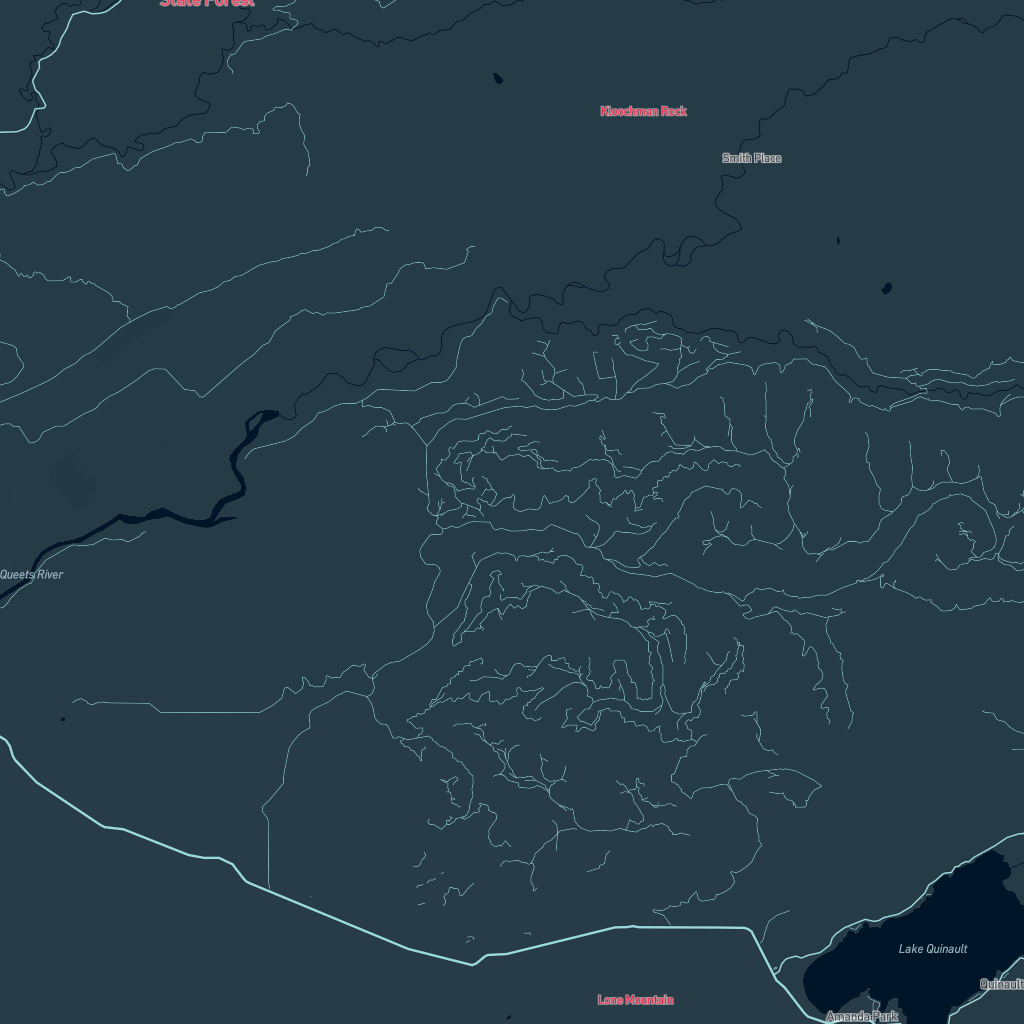 State Forest
Kloochman Rock
Smith Place
Queets River
Lake Quinault
Quinault
Lone Mountain
Amanda Park